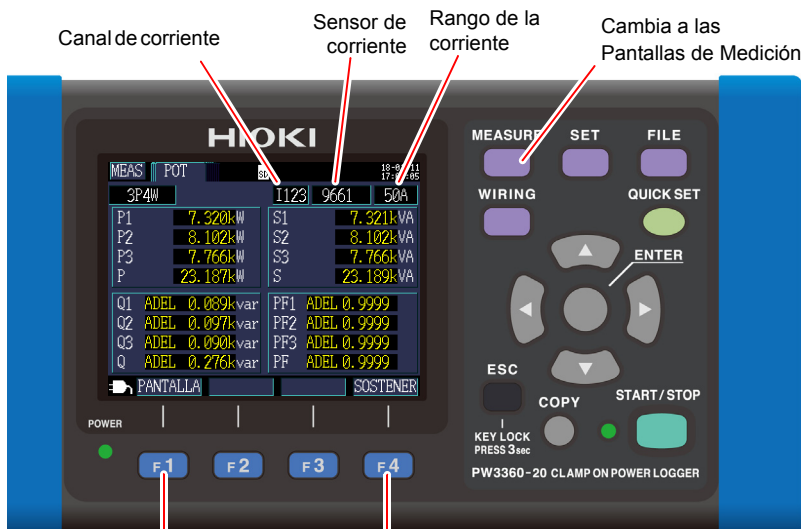 Canal de corriente
Sensor de
corriente
Rango de la
corriente
Cambia a las
Pantallas de Medición
HIOKI
MEASURE
SET
FILE
WIRING
QUICK SET
ENTER
ESC
COPY
START / STOP
KEY LOCK
PRESS 3 sec
PW3360-20 CLAMP ON POWER LOGGER
MEAS POT
3P4W I123 9661 50A
P1 7.320kW S1 7.321kVA
P2 8.102kW S2 8.102kVA
P3 7.766kW S3 7.766kVA
P 23.187kW S 23.189kVA
Q1 ADEL 0.089kvar PF1 ADEL 0.9999
Q2 ADEL 0.097kvar PF2 ADEL 0.9999
Q3 ADEL 0.090kvar PF3 ADEL 0.9999
Q ADEL 0.276kvar PF ADEL 0.9999
PANTALLA SOSTENER
POWER
F1 F2 F3 F4